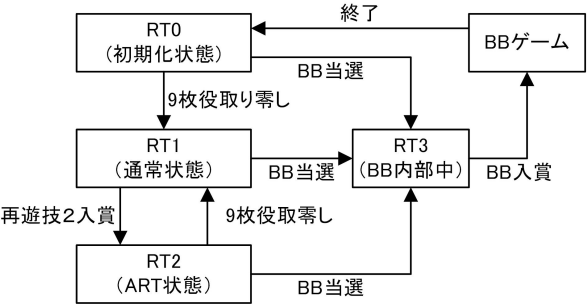 終了
RT0
(初期化状態)
BBゲーム
BB当選
9枚役取り零し
RT1
(通常状態)
BB当選
RT3
(BB内部中)
BB入賞
再遊技2入賞
9枚役取零し
RT2
(ART状態)
BB当選